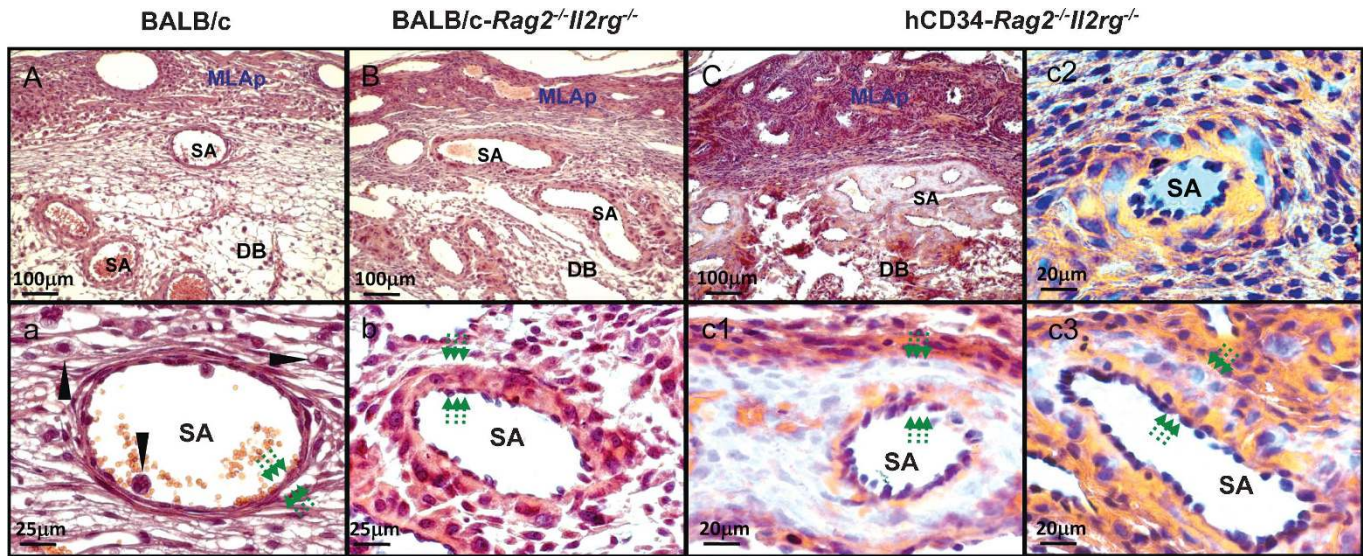 BALB/c
BALB/c-Rag2-/-Il2rg-/-
hCD34-Rag2-/-Il2rg-/-
A
MLAp
SA
SA
DB
100µm
B
MLAp
SA
SA
DB
100µm
C
MLAp
SA
DB
100µm
c2
SA
20µm
a
SA
25µm
b
SA
25µm
c1
SA
20µm
c3
SA
20µm